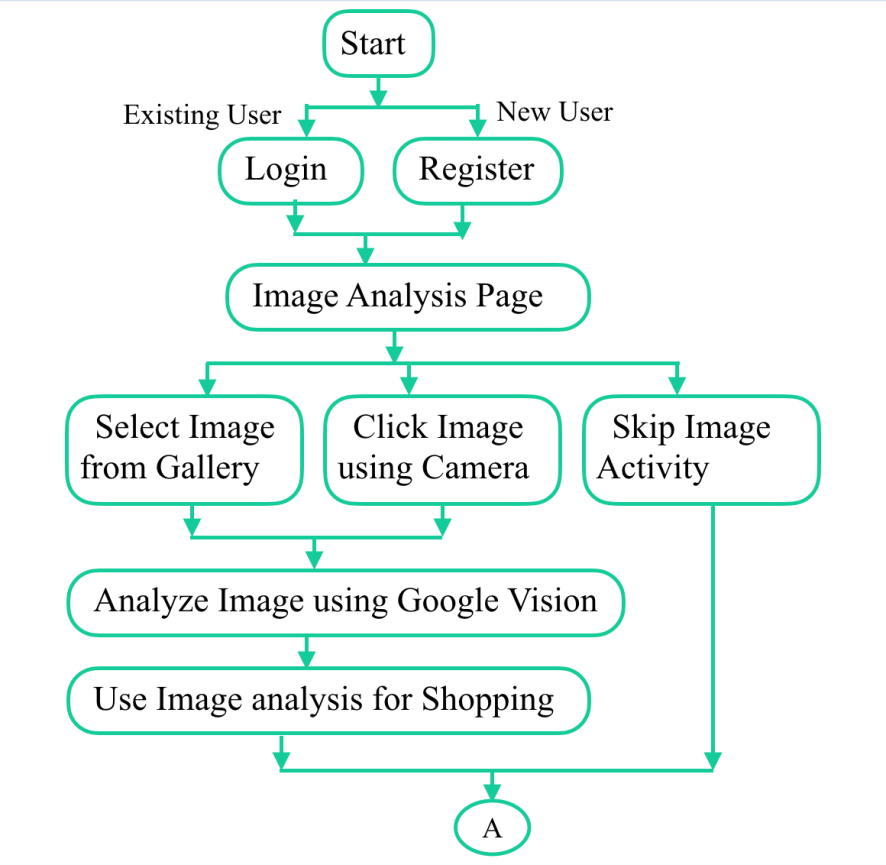 Start
Existing User
New User
Login
Register
Image Analysis Page
Select Image
from Gallery
Click Image
using Camera
Skip Image
Activity
Analyze Image using Google Vision
Use Image analysis for Shopping
A